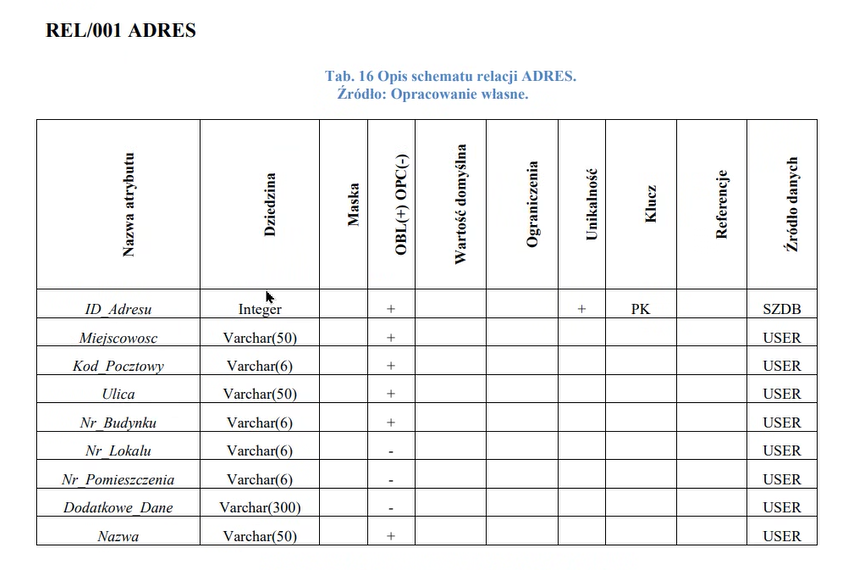 REL/001 ADRES
Tab. 16 Opis schematu relacji ADRES.
Źródło: Opracowanie własne.
Nazwa atrybutu Dziedzina Maska OBL(+) OPC(-) Wartość domyślna Ograniczenia Unikalność Klucz Referencje Źródło danych
ID_Adresu Integer + + PK SZDB
Miejscowosc Varchar(50) + USER
Kod_Pocztowy Varchar(6) + USER
Ulica Varchar(50) + USER
Nr_Budynku Varchar(6) + USER
Nr_Lokalu Varchar(6) - USER
Nr_Pomieszczenia Varchar(6) - USER
Dodatkowe_Dane Varchar(300) - USER
Nazwa Varchar(50) + USER